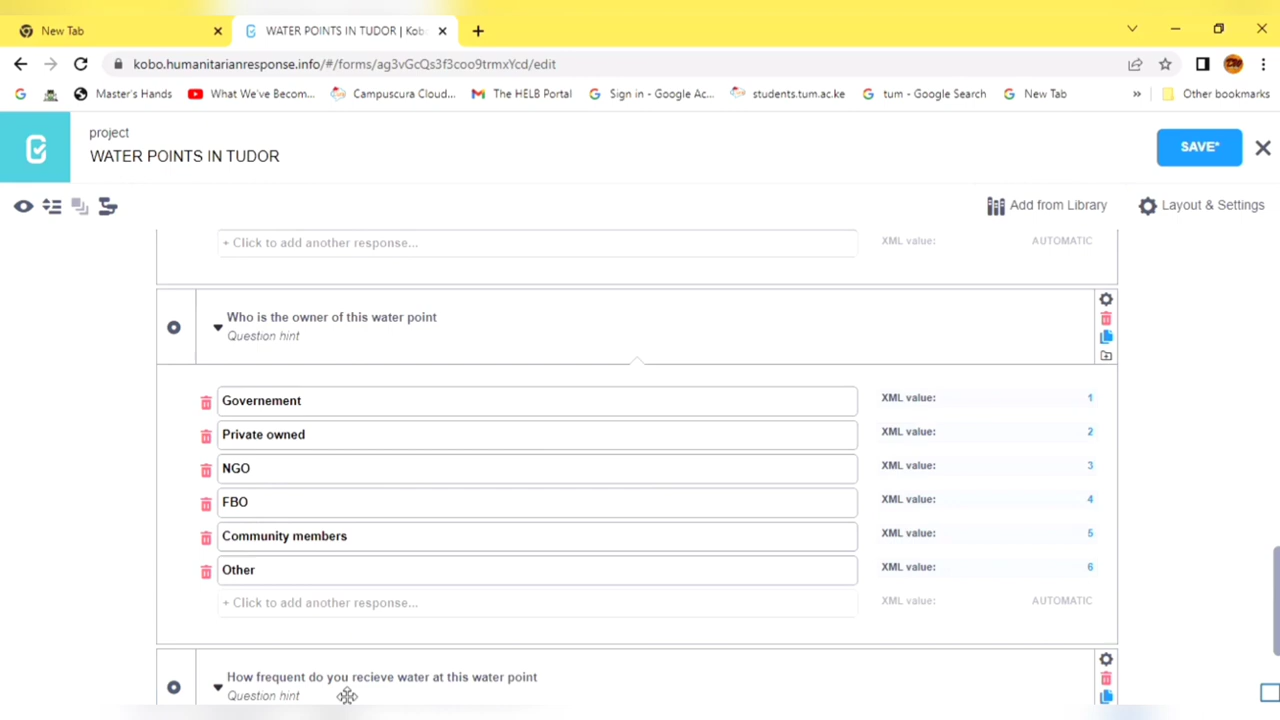 New Tab
WATER POINTS IN TUDOR | Kobo
kobo.humanitarianresponse.info/#/forms/ag3vGcQs3f3coo9trmxYcd/edit
Master's Hands
What We've Becom...
Campuscura Cloud...
The HELB Portal
Sign in - Google Ac...
students.tum.ac.ke
tum - Google Search
New Tab
»
Other bookmarks
project
WATER POINTS IN TUDOR
SAVE*
Add from Library
Layout & Settings
+ Click to add another response...
XML value:
AUTOMATIC
Who is the owner of this water point
Question hint
Governement
XML value:
1
Private owned
XML value:
2
NGO
XML value:
3
FBO
XML value:
4
Community members
XML value:
5
Other
XML value:
6
+ Click to add another response...
XML value:
AUTOMATIC
How frequent do you recieve water at this water point
Question hint